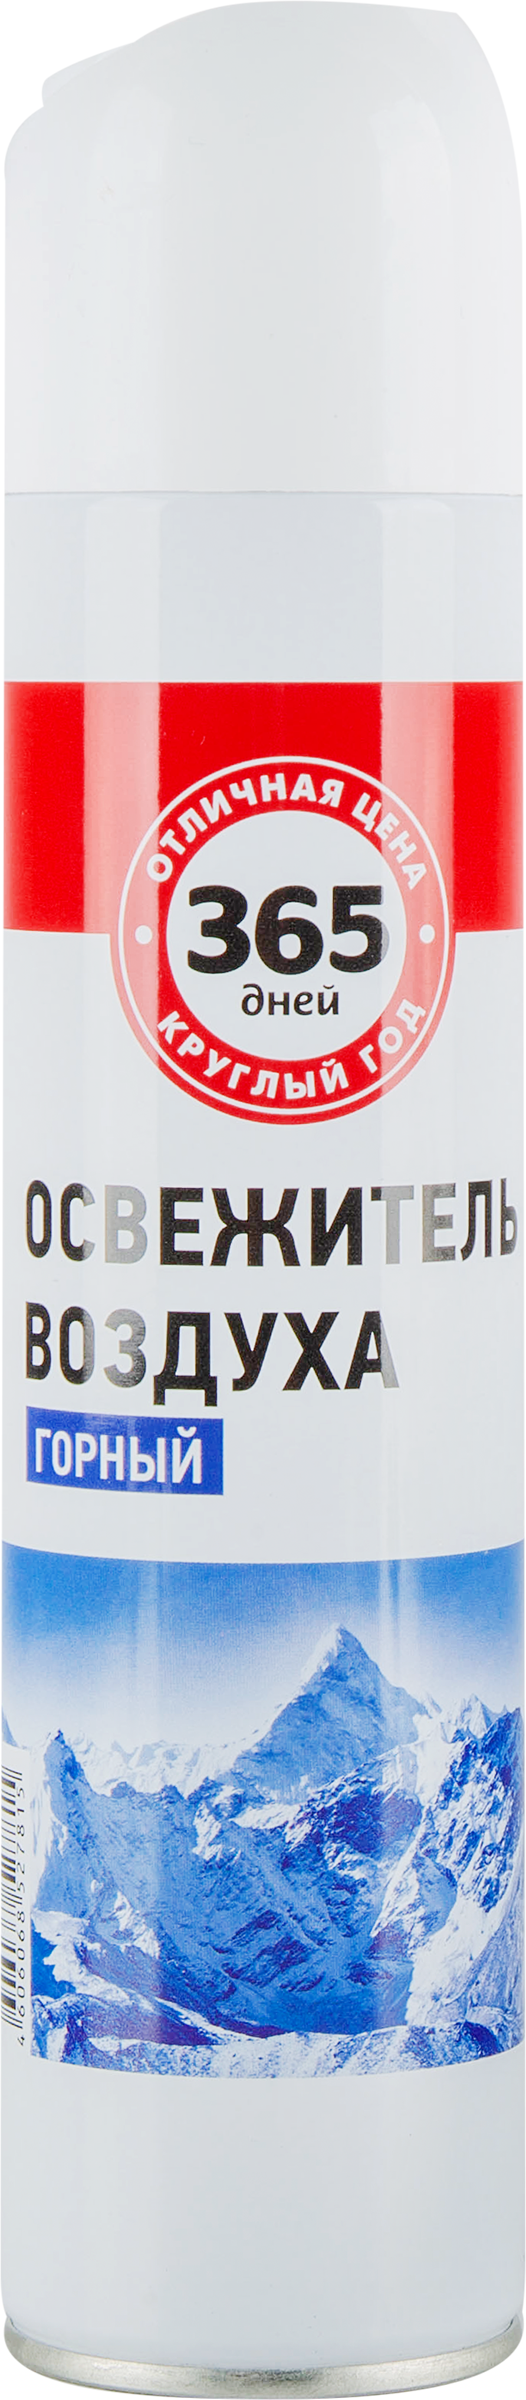 ОТЛИЧНАЯ ЦЕНА
365
дней
КРУГЛЫЙ ГОД
ОСВЕЖИТЕЛЬ
ВОЗДУХА
ГОРНЫЙ
4606068527815